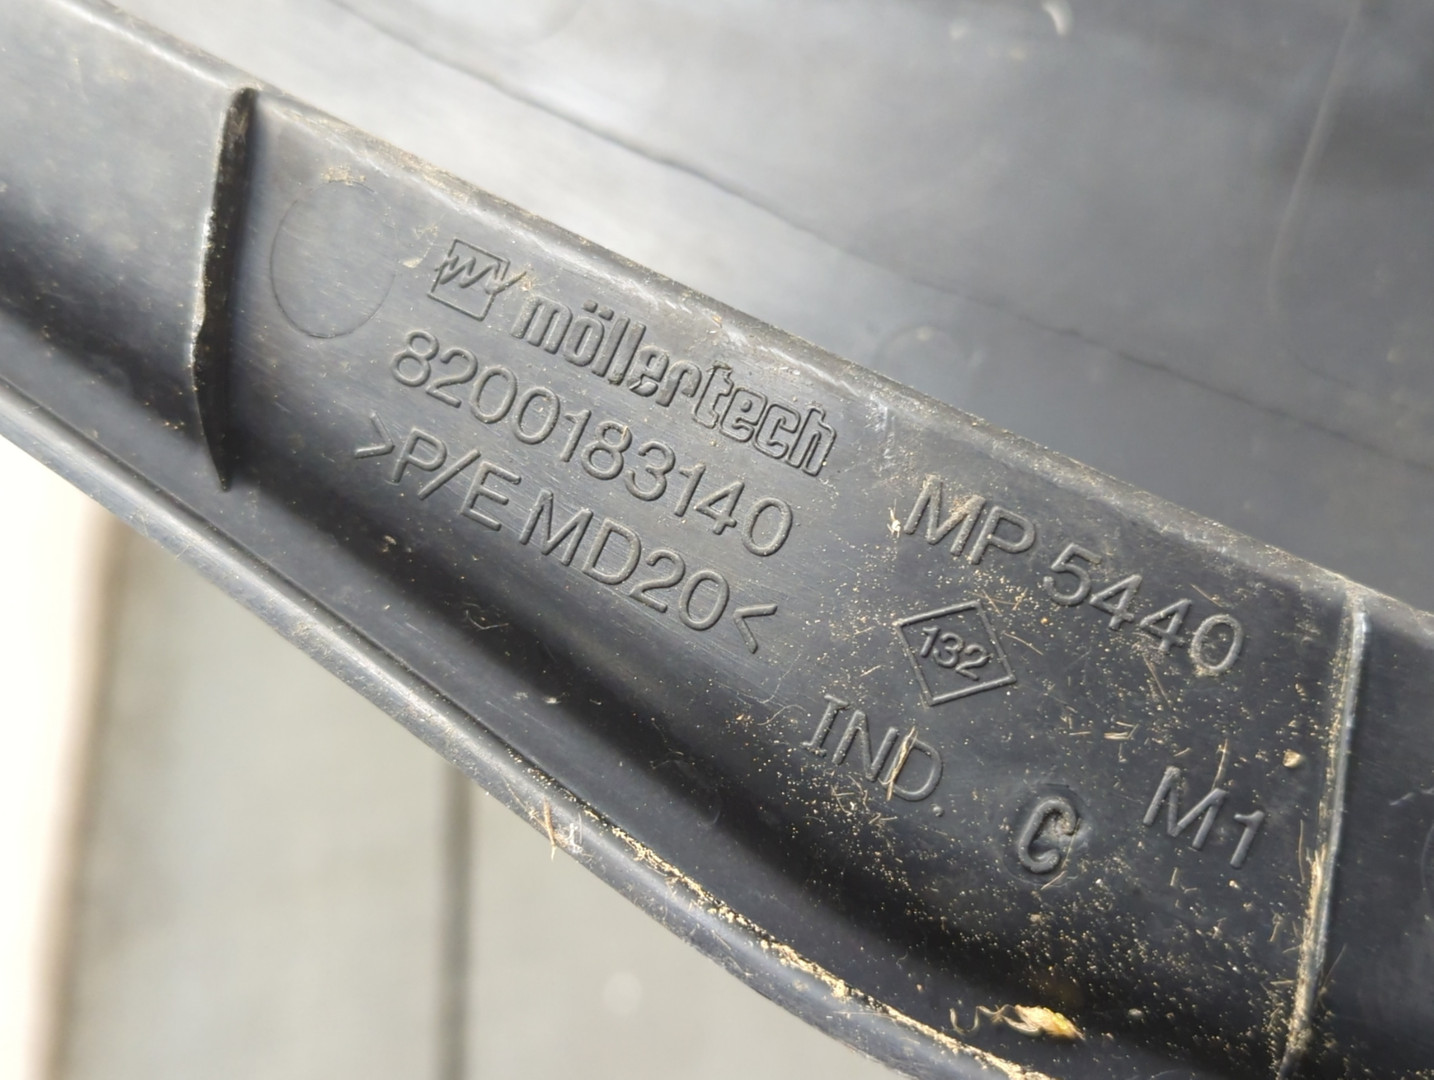 möllertech
8200183140
>P/E MD20<
MP 5440
132
IND. C
M1